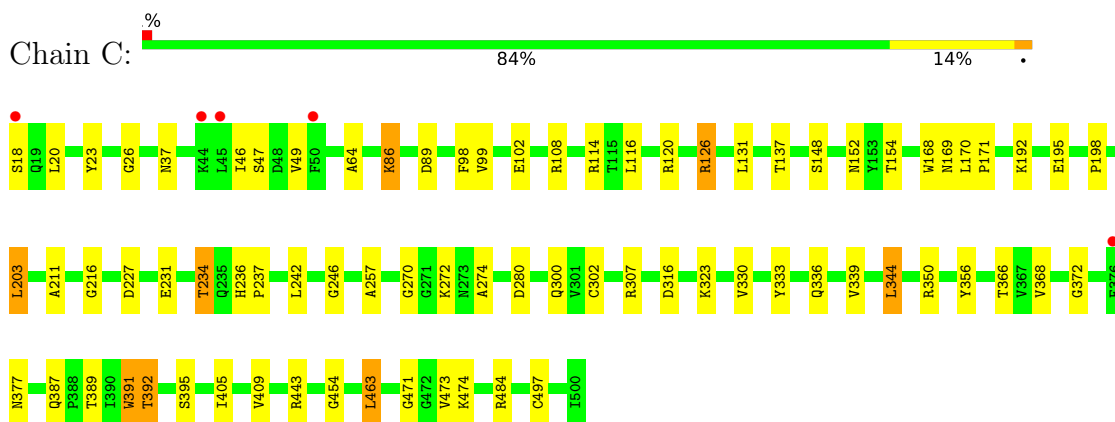 .%
Chain C:
84% 14% •
S18 Q19 L20 Y23 G26 N37 K44 L45 I46 S47 D48 V49 F50 A64 K86 D89 F98 V99 E102 R108 R114 T115 L116 R120 R126 L131 T137 S148 N152 Y153 T154 W168 N169 L170 P171 K192 E195 P198
L203 A211 G216 D227 E231 T234 Q235 H236 P237 L242 G246 A257 G270 G271 K272 N273 A274 D280 Q300 V301 C302 R307 D316 K323 V330 Y333 Q336 V339 L344 R350 Y356 T366 V367 V368 G372 E376
N377 Q387 P388 T389 I390 W391 T392 S395 I405 V409 R443 G454 L463 G471 G472 V473 K474 R484 C497 I500